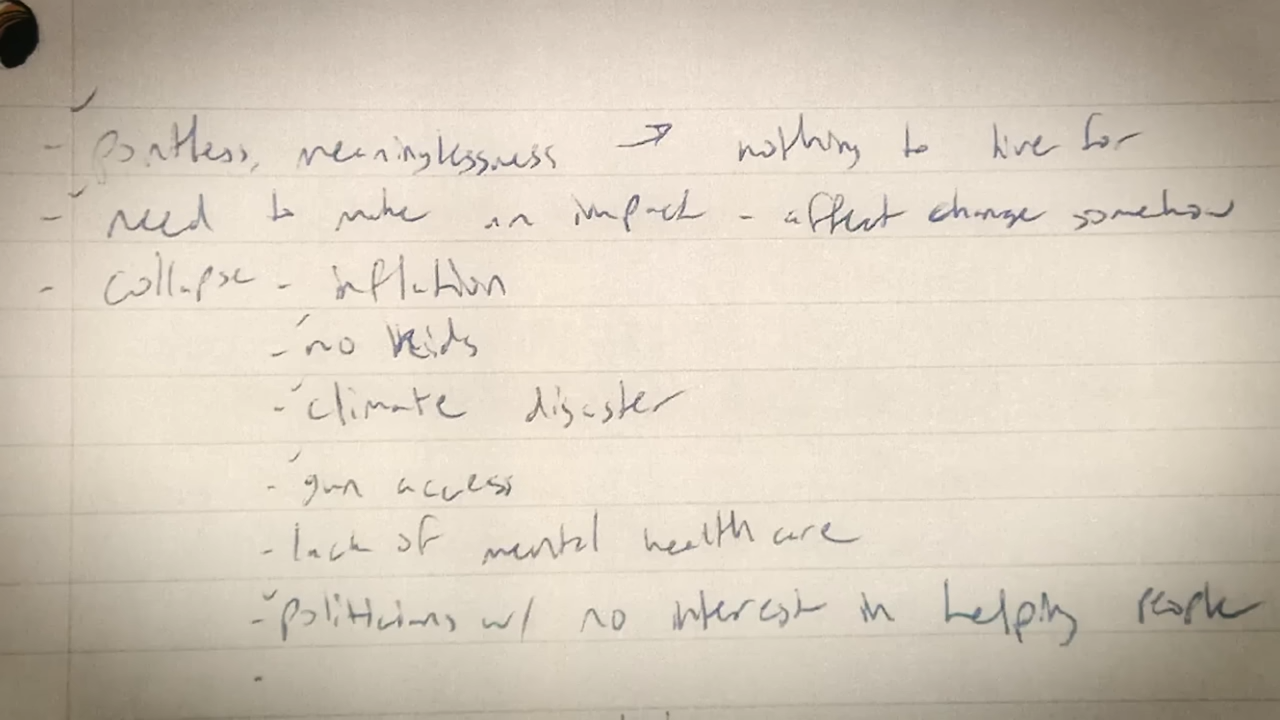 - pointless, meaninglessness → nothing to live for
- need to make an impact - affect change somehow
- collapse - inflation
- no kids
- climate disaster
- gun access
- lack of mental healthcare
- politicians w/ no interest in helping people
-